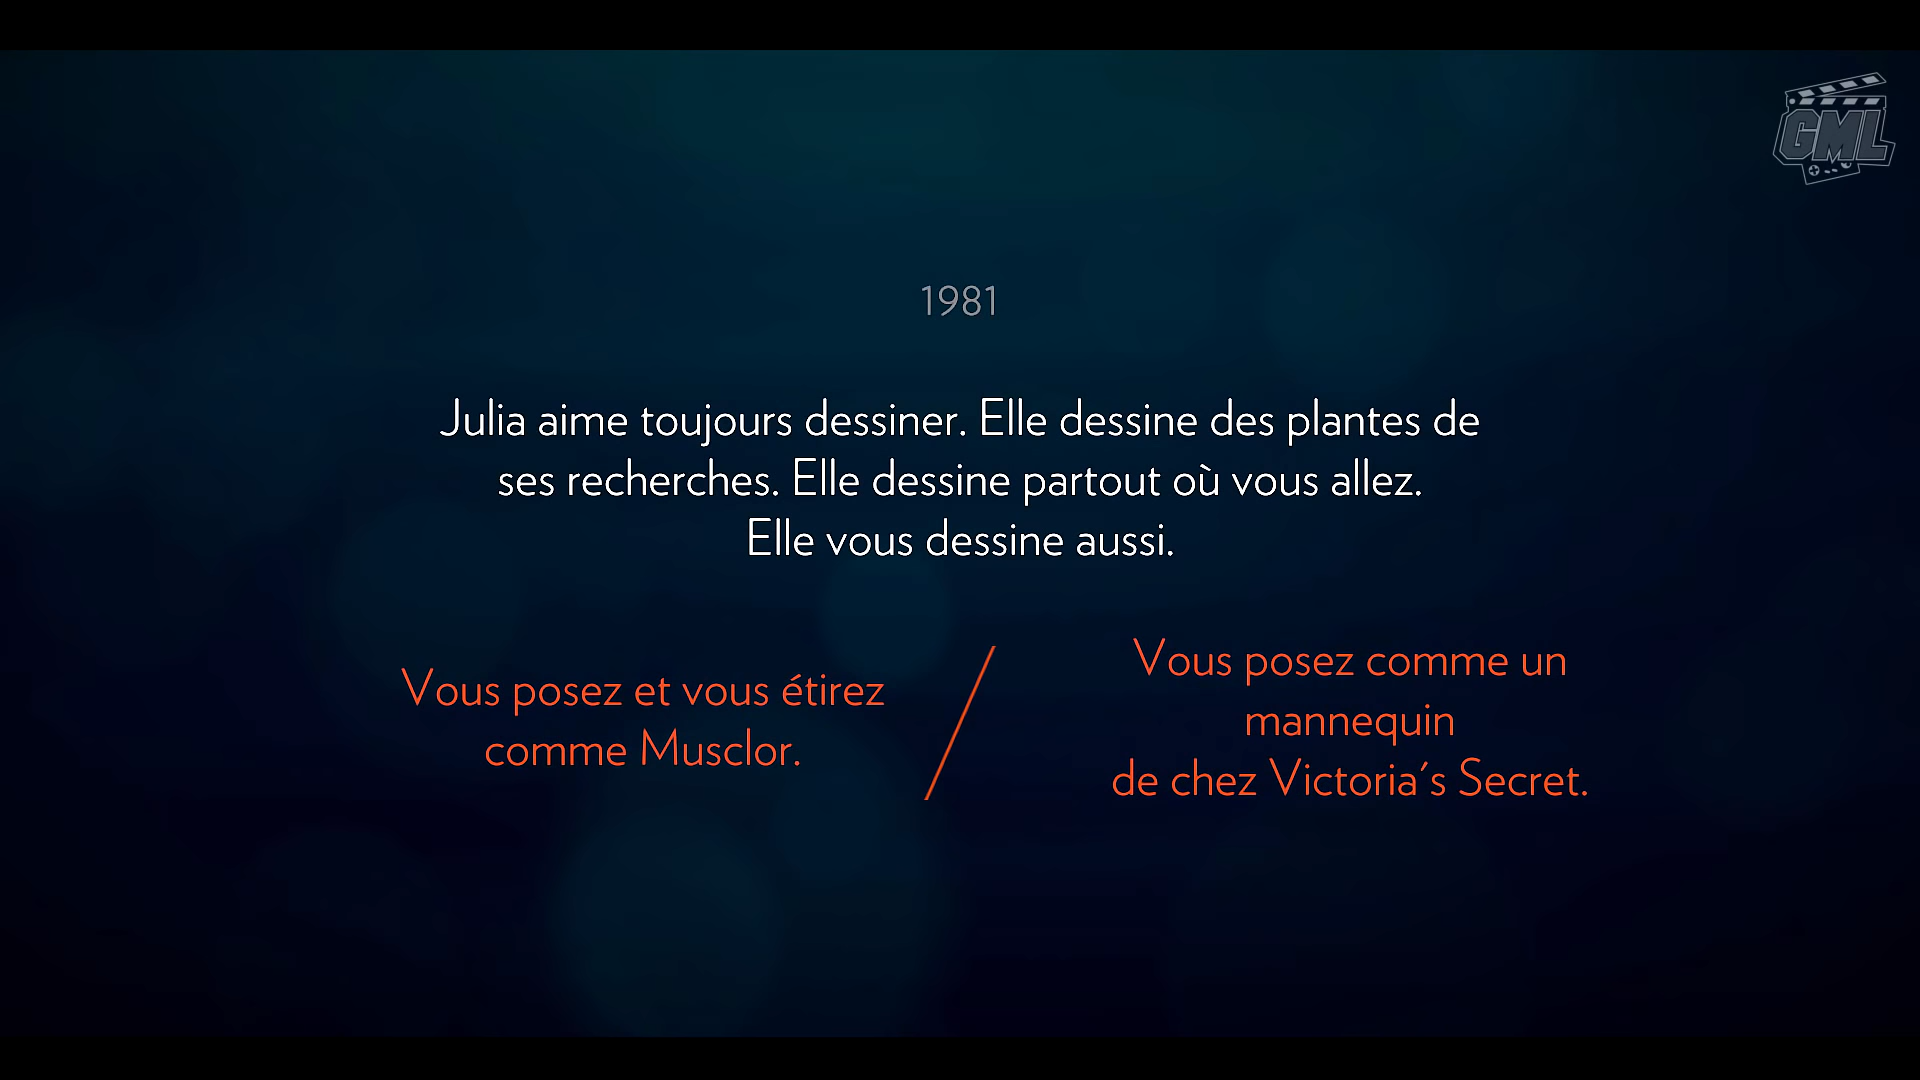 GML
1981
Julia aime toujours dessiner. Elle dessine des plantes de
ses recherches. Elle dessine partout où vous allez.
Elle vous dessine aussi.
Vous posez et vous étirez
comme Musclor.
Vous posez comme un
mannequin
de chez Victoria's Secret.